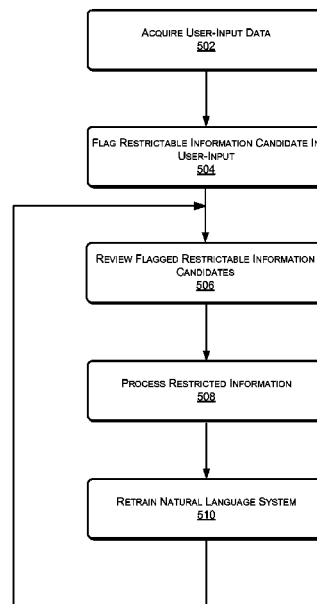 ACQUIRE USER-INPUT DATA
502
FLAG RESTRICTABLE INFORMATION CANDIDATE IN
USER-INPUT
504
REVIEW FLAGGED RESTRICTABLE INFORMATION
CANDIDATES
506
PROCESS RESTRICTED INFORMATION
508
RETRAIN NATURAL LANGUAGE SYSTEM
510